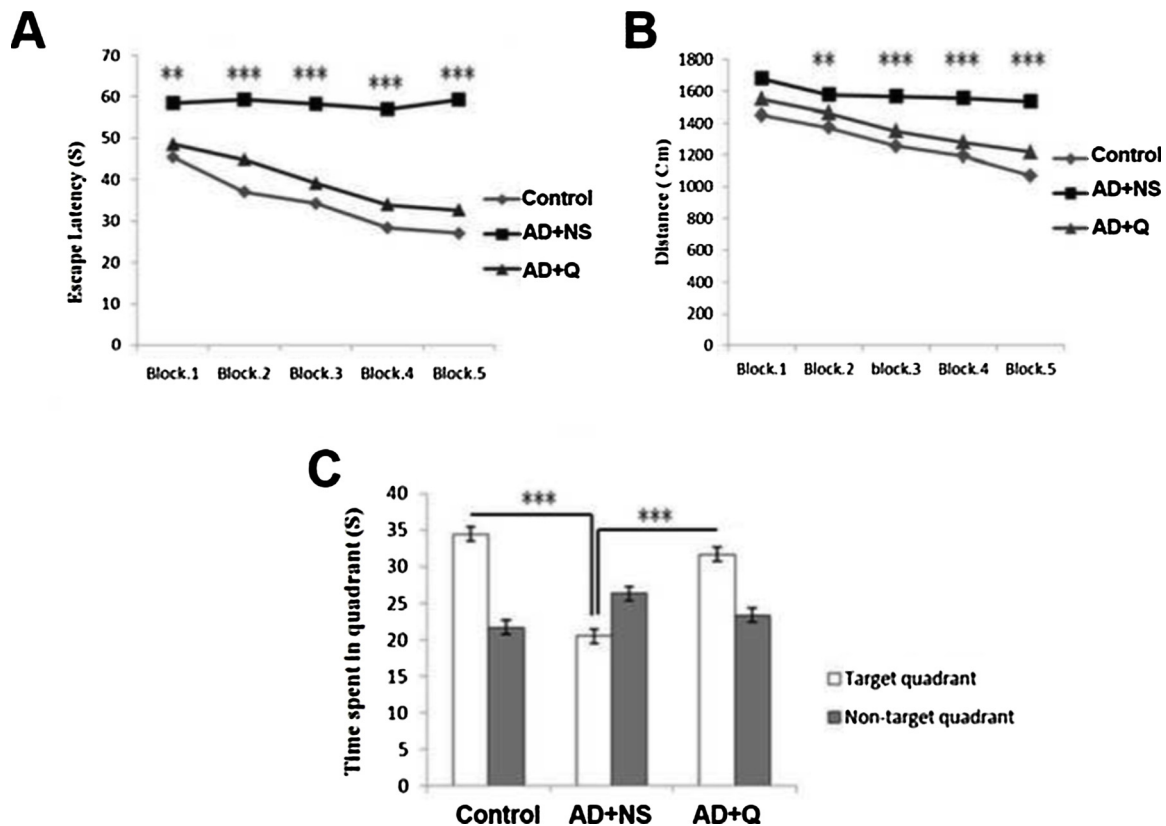 A
70
60
50
40
30
20
10
0
Escape Latency (S)
** *** *** *** ***
Block.1 Block.2 Block.3 Block.4 Block.5
Control
AD+NS
AD+Q
B
1800
1600
1400
1200
1000
800
600
400
200
0
Distance ( Cm)
** *** *** ***
Block.1 Block.2 block.3 Block.4 Block.5
Control
AD+NS
AD+Q
C
40
35
30
25
20
15
10
5
0
Time spent in quadrant (S)
***
***
Control AD+NS AD+Q
Target quadrant
Non-target quadrant